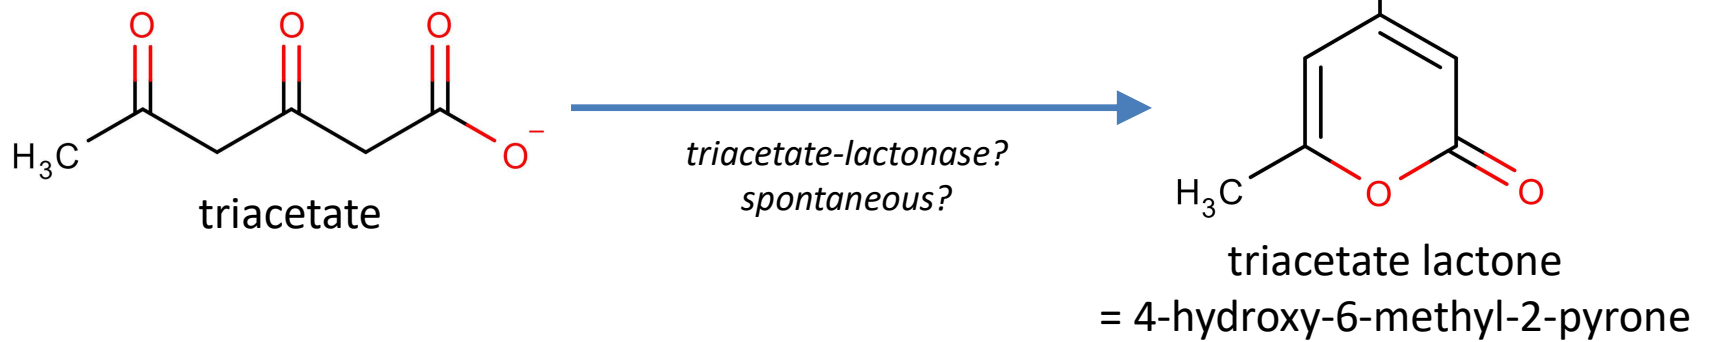 O O O
H3C O−
triacetate
triacetate-lactonase?
spontaneous?
H3C O O
triacetate lactone
= 4-hydroxy-6-methyl-2-pyrone